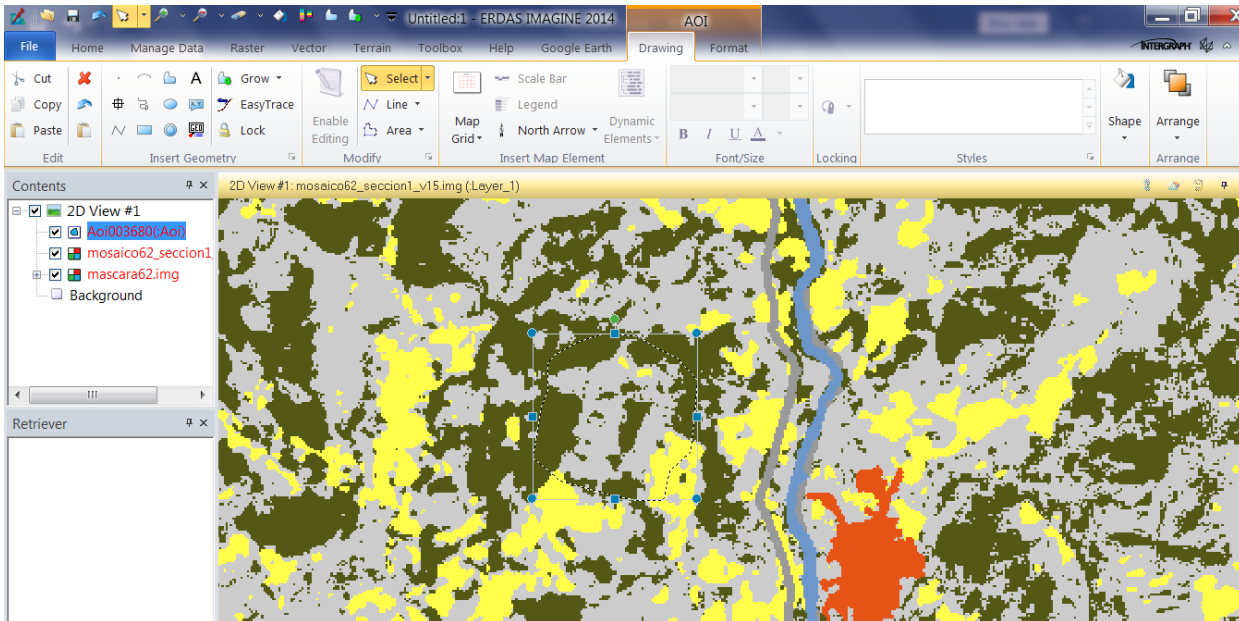 Untitled:1 - ERDAS IMAGINE 2014
AOI
File Home Manage Data Raster Vector Terrain Toolbox Help Google Earth Drawing Format
INTERGRAPH
Cut
Copy
Paste
Edit
A
GEO
Grow
EasyTrace
Lock
Insert Geometry
Enable Editing
Select
Line
Area
Modify
Map Grid
Scale Bar
Legend
North Arrow
Dynamic Elements
Insert Map Element
B I U A
Font/Size
Locking
Styles
Shape
Arrange
Arrange
Contents
2D View #1
Aoi003680(:Aoi)
mosaico62_seccion1
mascara62.img
Background
Retriever
2D View #1: mosaico62_seccion1_v15.img (:Layer_1)